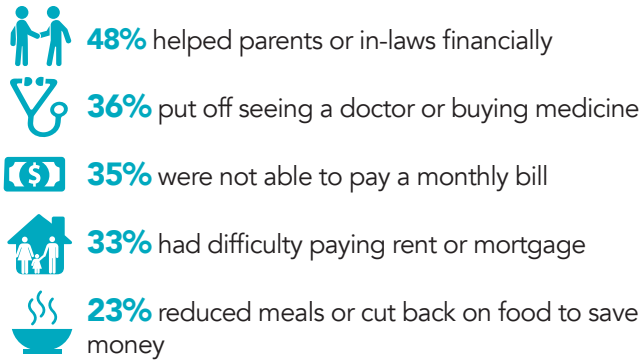 48% helped parents or in-laws financially
36% put off seeing a doctor or buying medicine
$
35% were not able to pay a monthly bill
33% had difficulty paying rent or mortgage
23% reduced meals or cut back on food to save
money